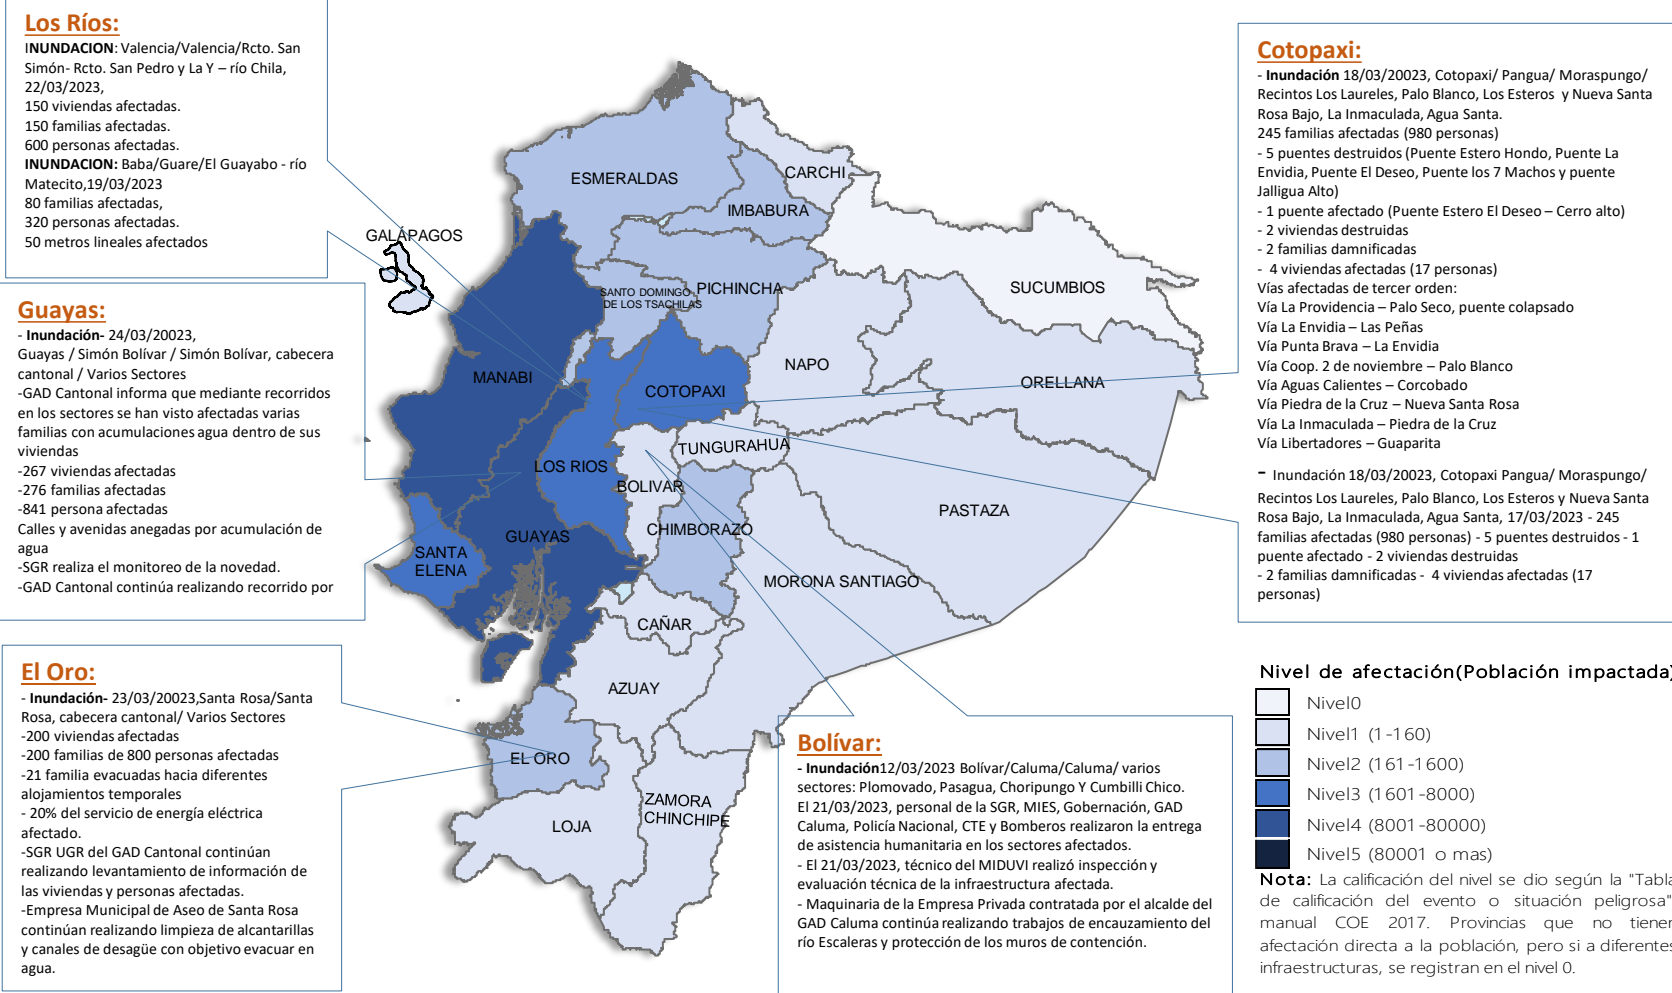 Los Ríos:
INUNDACION: Valencia/Valencia/Rcto. San
Simón- Rcto. San Pedro y La Y – río Chila,
22/03/2023,
150 viviendas afectadas.
150 familias afectadas.
600 personas afectadas.
INUNDACION: Baba/Guare/El Guayabo - río
Matecito,19/03/2023
80 familias afectadas,
320 personas afectadas.
50 metros lineales afectados
Guayas:
- Inundación- 24/03/20023,
Guayas / Simón Bolívar / Simón Bolívar, cabecera
cantonal / Varios Sectores
-GAD Cantonal informa que mediante recorridos
en los sectores se han visto afectadas varias
familias con acumulaciones agua dentro de sus
viviendas
-267 viviendas afectadas
-276 familias afectadas
-841 persona afectadas
Calles y avenidas anegadas por acumulación de
agua
-SGR realiza el monitoreo de la novedad.
-GAD Cantonal continúa realizando recorrido por
El Oro:
- Inundación- 23/03/20023,Santa Rosa/Santa
Rosa, cabecera cantonal/ Varios Sectores
-200 viviendas afectadas
-200 familias de 800 personas afectadas
-21 familia evacuadas hacia diferentes
alojamientos temporales
- 20% del servicio de energía eléctrica
afectado.
-SGR UGR del GAD Cantonal continúan
realizando levantamiento de información de
las viviendas y personas afectadas.
-Empresa Municipal de Aseo de Santa Rosa
continúan realizando limpieza de alcantarillas
y canales de desagüe con objetivo evacuar en
agua.
GALÁPAGOS
ESMERALDAS
CARCHI
IMBABURA
SUCUMBIOS
SANTO DOMINGO
DE LOS TSACHILAS
PICHINCHA
NAPO
ORELLANA
MANABI
COTOPAXI
TUNGURAHUA
LOS RIOS
BOLIVAR
PASTAZA
CHIMBORAZO
GUAYAS
SANTA
ELENA
MORONA SANTIAGO
CAÑAR
AZUAY
EL ORO
ZAMORA
CHINCHIPE
LOJA
Bolívar:
- Inundación12/03/2023 Bolívar/Caluma/Caluma/ varios
sectores: Plomovado, Pasagua, Choripungo Y Cumbilli Chico.
El 21/03/2023, personal de la SGR, MIES, Gobernación, GAD
Caluma, Policía Nacional, CTE y Bomberos realizaron la entrega
de asistencia humanitaria en los sectores afectados.
- El 21/03/2023, técnico del MIDUVI realizó inspección y
evaluación técnica de la infraestructura afectada.
- Maquinaria de la Empresa Privada contratada por el alcalde del
GAD Caluma continúa realizando trabajos de encauzamiento del
río Escaleras y protección de los muros de contención.
Cotopaxi:
- Inundación 18/03/20023, Cotopaxi/ Pangua/ Moraspungo/
Recintos Los Laureles, Palo Blanco, Los Esteros y Nueva Santa
Rosa Bajo, La Inmaculada, Agua Santa.
245 familias afectadas (980 personas)
- 5 puentes destruidos (Puente Estero Hondo, Puente La
Envidia, Puente El Deseo, Puente los 7 Machos y puente
Jalligua Alto)
- 1 puente afectado (Puente Estero El Deseo – Cerro alto)
- 2 viviendas destruidas
- 2 familias damnificadas
- 4 viviendas afectadas (17 personas)
Vías afectadas de tercer orden:
Vía La Providencia – Palo Seco, puente colapsado
Vía La Envidia – Las Peñas
Vía Punta Brava – La Envidia
Vía Coop. 2 de noviembre – Palo Blanco
Vía Aguas Calientes – Corcobado
Vía Piedra de la Cruz – Nueva Santa Rosa
Vía La Inmaculada – Piedra de la Cruz
Vía Libertadores – Guaparita
- Inundación 18/03/20023, Cotopaxi Pangua/ Moraspungo/
Recintos Los Laureles, Palo Blanco, Los Esteros y Nueva Santa
Rosa Bajo, La Inmaculada, Agua Santa, 17/03/2023 - 245
familias afectadas (980 personas) - 5 puentes destruidos - 1
puente afectado - 2 viviendas destruidas
- 2 familias damnificadas - 4 viviendas afectadas (17
personas)
Nivel de afectación(Población impactada)
Nivel0
Nivel1 (1-160)
Nivel2 (161-1600)
Nivel3 (1601-8000)
Nivel4 (8001-80000)
Nivel5 (80001 o mas)
Nota: La calificación del nivel se dio según la "Tabla
de calificación del evento o situación peligrosa"
manual COE 2017. Provincias que no tienen
afectación directa a la población, pero si a diferentes
infraestructuras, se registran en el nivel 0.